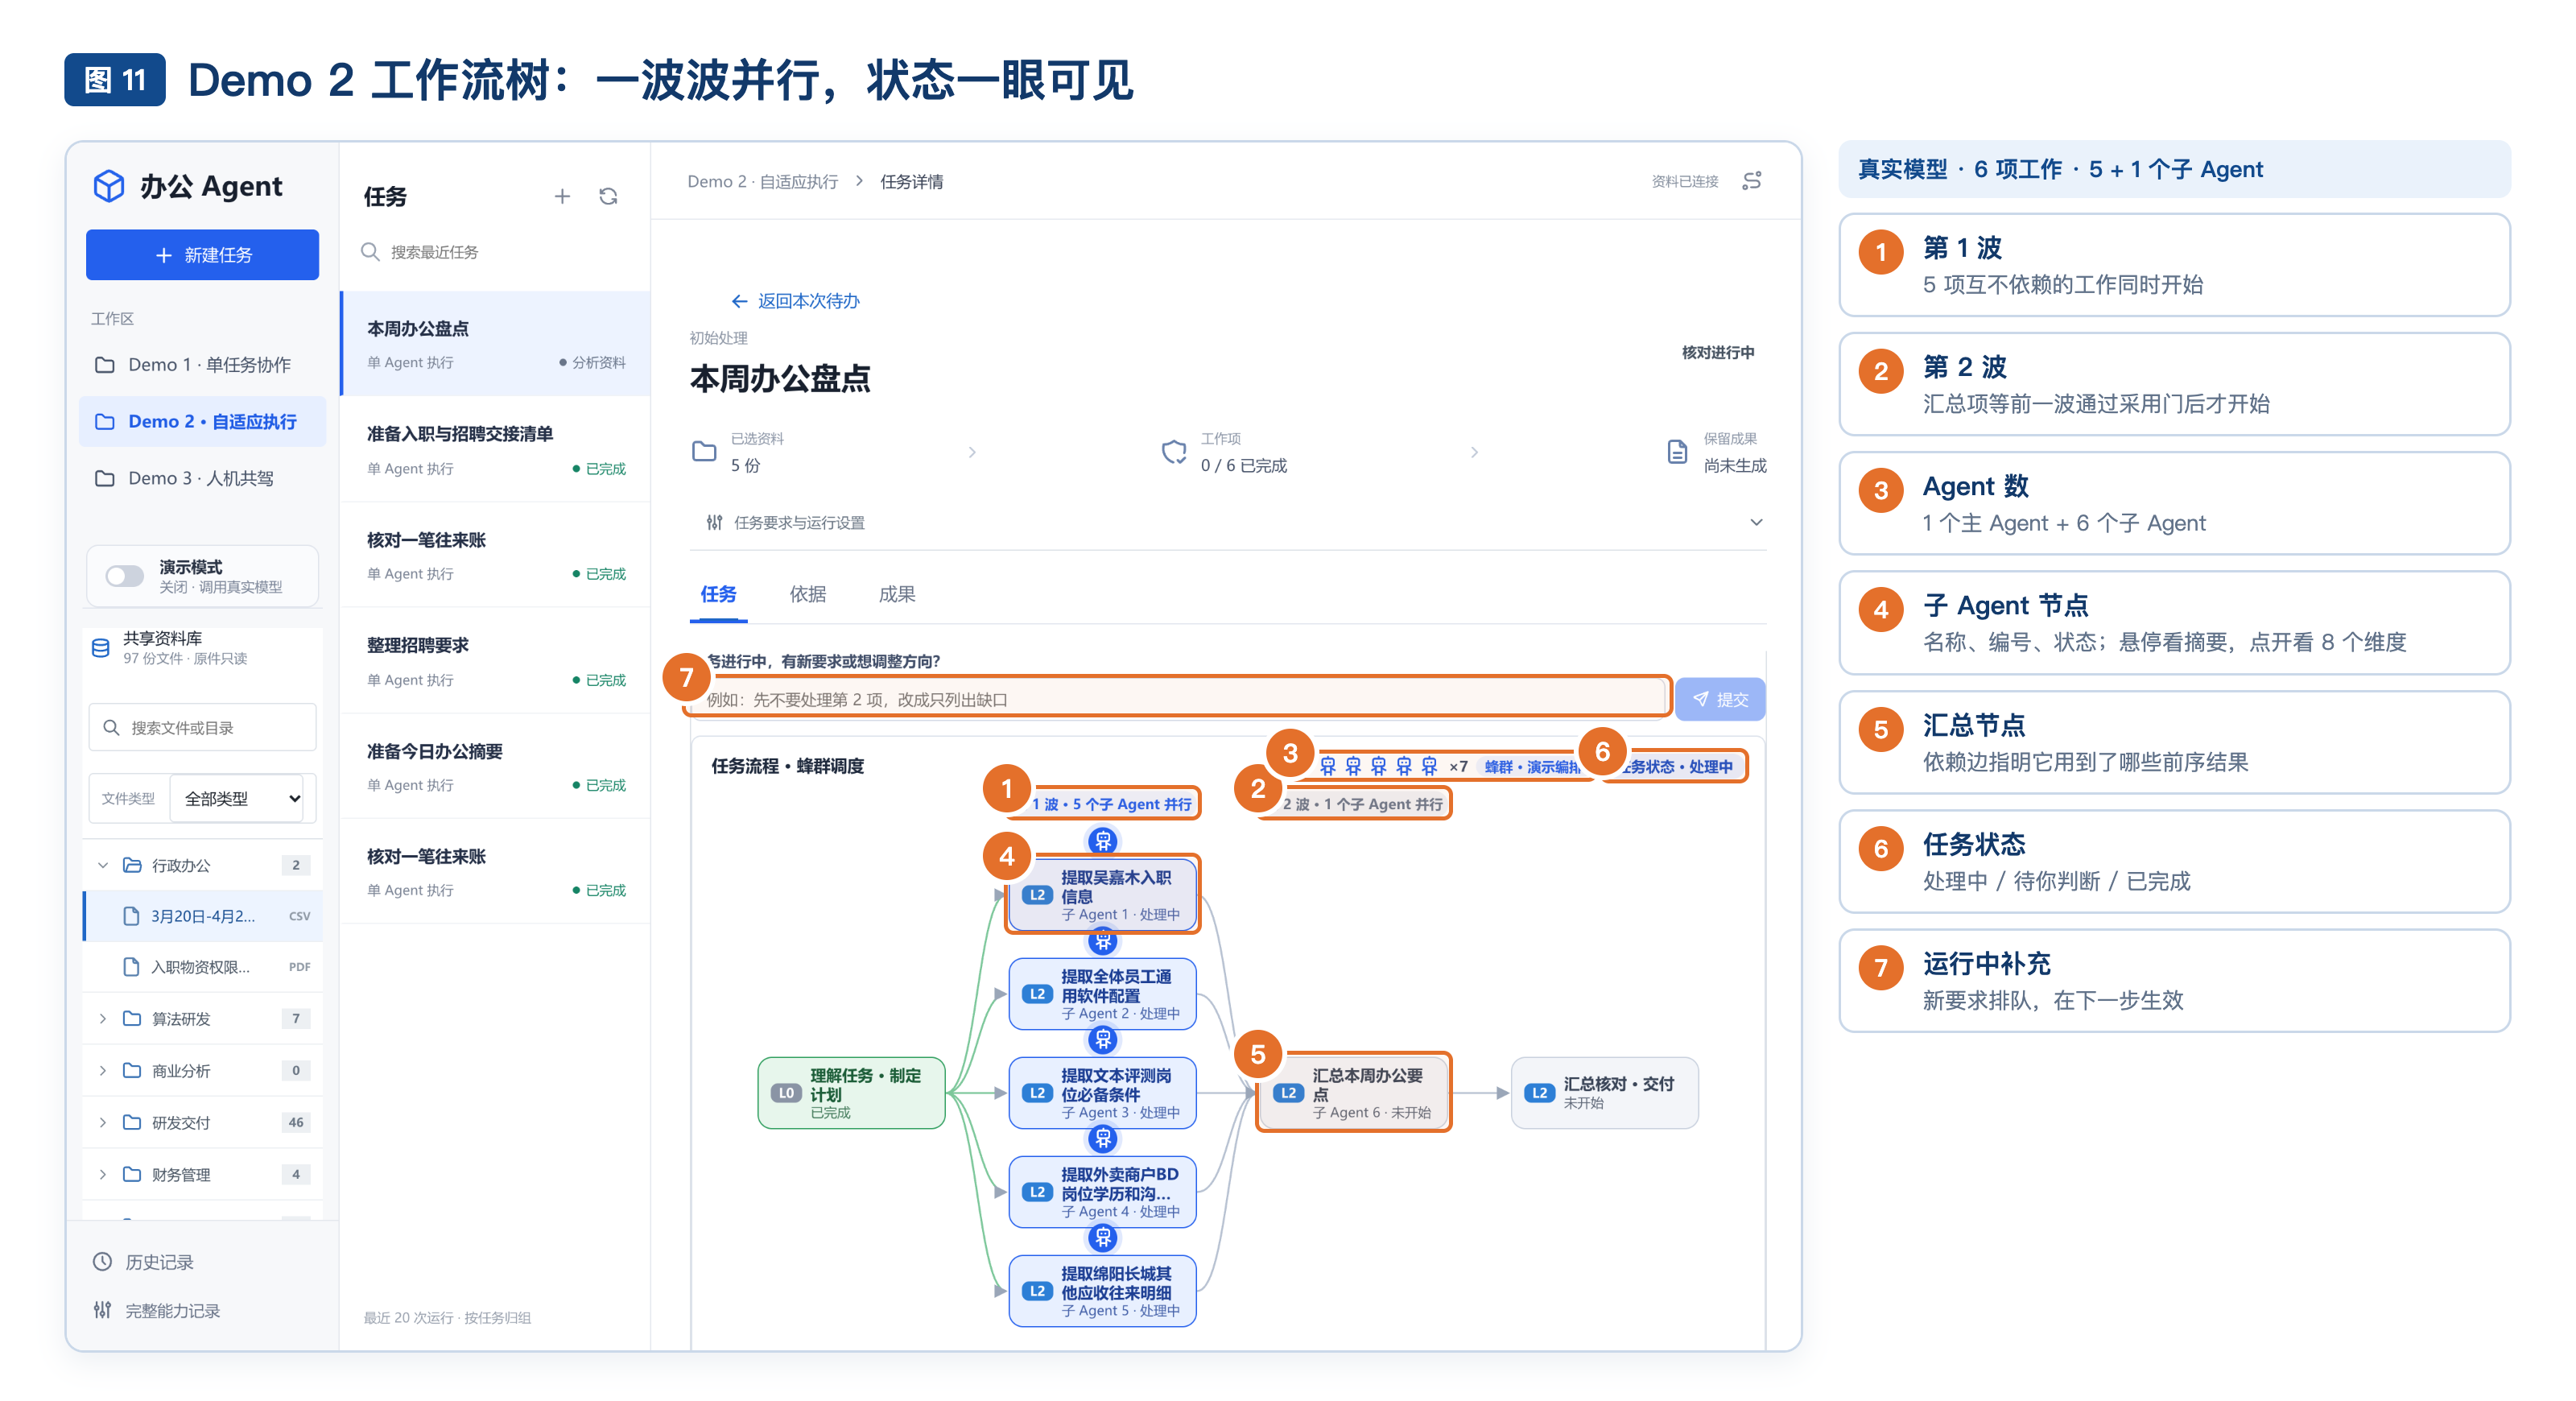 图 11
Demo 2 工作流树：一波波并行，状态一眼可见
办公 Agent
新建任务
工作区
Demo 1 · 单任务协作
Demo 2 · 自适应执行
Demo 3 · 人机共驾
演示模式
关闭 · 调用真实模型
共享资料库
97 份文件 · 原件只读
搜索文件或目录
文件类型
全部类型
行政办公
2
3月20日-4月2...
CSV
入职物资权限...
PDF
算法研发
7
商业分析
0
研发交付
46
财务管理
4
历史记录
完整能力记录
任务
搜索最近任务
本周办公盘点
单 Agent 执行
分析资料
准备入职与招聘交接清单
单 Agent 执行
已完成
核对一笔往来账
单 Agent 执行
已完成
整理招聘要求
单 Agent 执行
已完成
准备今日办公摘要
单 Agent 执行
已完成
核对一笔往来账
单 Agent 执行
已完成
最近 20 次运行 · 按任务归组
Demo 2 · 自适应执行 > 任务详情
资料已连接
返回本次待办
初始处理
本周办公盘点
核对进行中
已选资料
5 份
工作项
0 / 6 已完成
保留成果
尚未生成
任务要求与运行设置
任务
依据
成果
务进行中，有新要求或想调整方向？
7
例如：先不要处理第 2 项，改成只列出缺口
提交
任务流程 · 蜂群调度
3
×7
蜂群 · 演示编排
6
任务状态 · 处理中
1
1 波 · 5 个子 Agent 并行
2
2 波 · 1 个子 Agent 并行
4
L2
提取吴嘉木入职
信息
子 Agent 1 · 处理中
L2
提取全体员工通
用软件配置
子 Agent 2 · 处理中
L0
理解任务 · 制定
计划
已完成
L2
提取文本评测岗
位必备条件
子 Agent 3 · 处理中
5
L2
汇总本周办公要
点
子 Agent 6 · 未开始
L2
汇总核对 · 交付
未开始
L2
提取外卖商户BD
岗位学历和沟...
子 Agent 4 · 处理中
L2
提取绵阳长城其
他应收往来明细
子 Agent 5 · 处理中
真实模型 · 6 项工作 · 5 + 1 个子 Agent
1
第 1 波
5 项互不依赖的工作同时开始
2
第 2 波
汇总项等前一波通过采用门后才开始
3
Agent 数
1 个主 Agent + 6 个子 Agent
4
子 Agent 节点
名称、编号、状态；悬停看摘要，点开看 8 个维度
5
汇总节点
依赖边指明它用到了哪些前序结果
6
任务状态
处理中 / 待你判断 / 已完成
7
运行中补充
新要求排队，在下一步生效